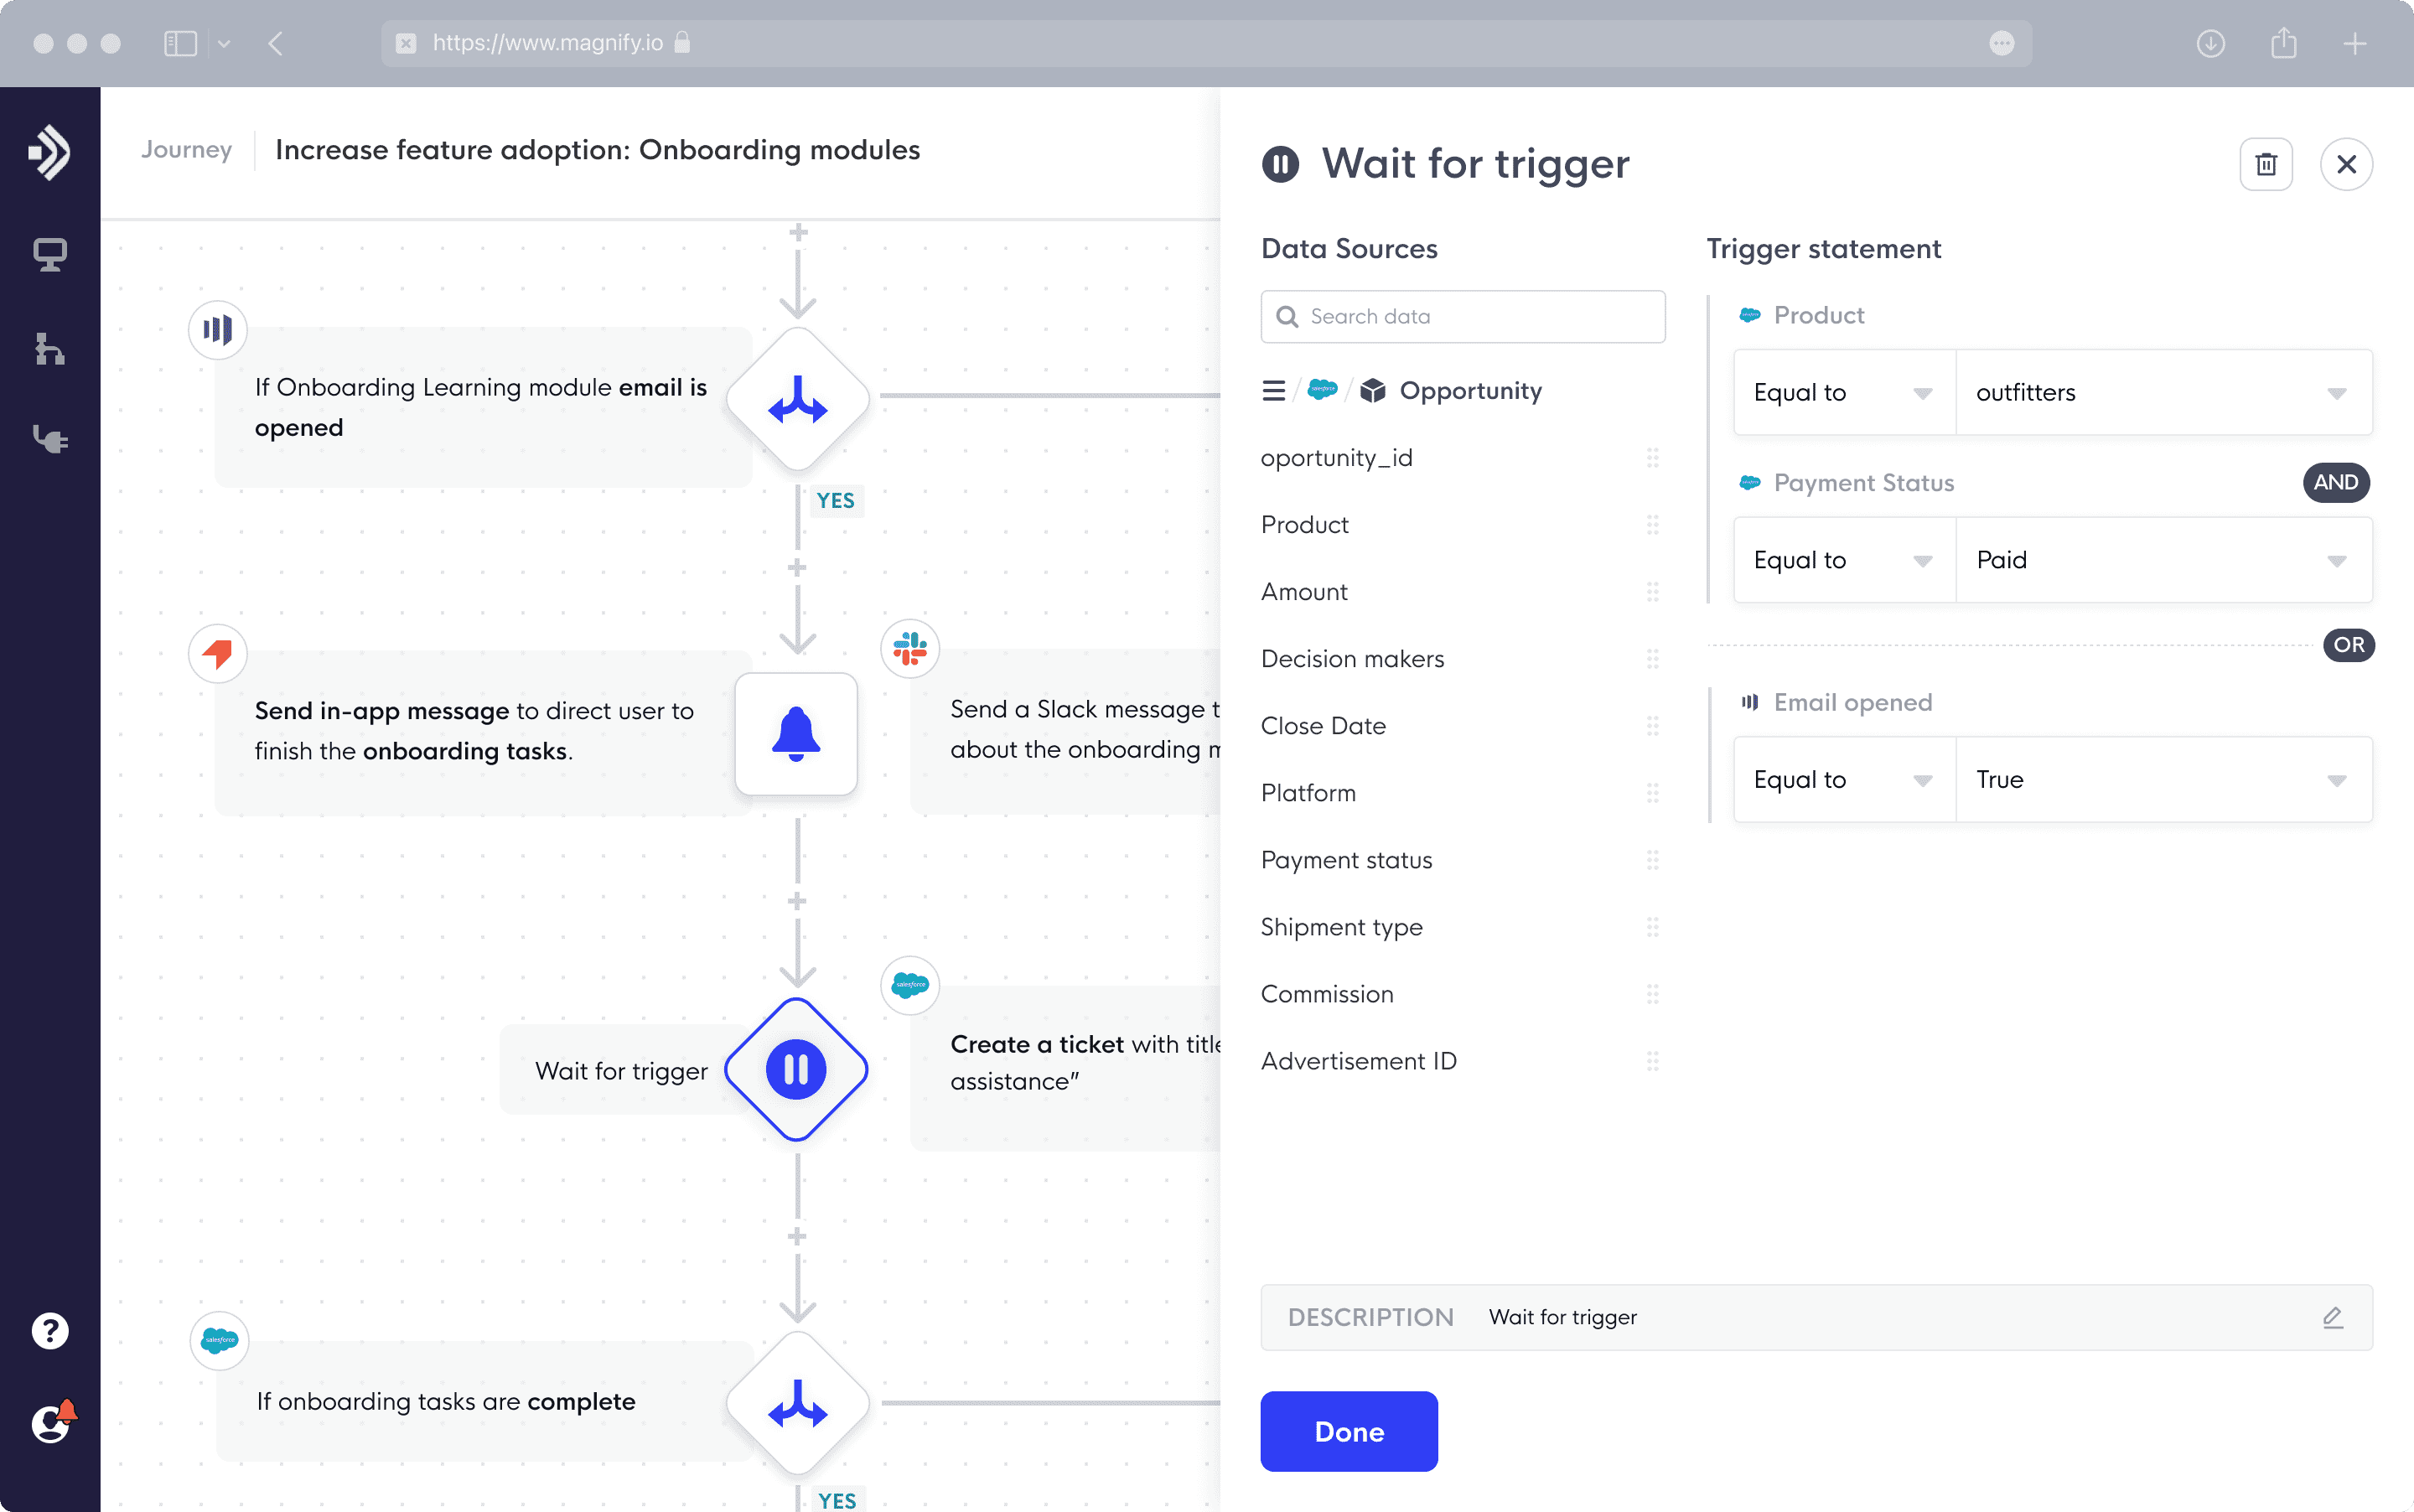 https://www.magnify.io
Journey
Increase feature adoption: Onboarding modules
If Onboarding Learning module email is
opened
YES
Send in-app message to direct user to
finish the onboarding tasks.
Send a Slack message t
about the onboarding m
Wait for trigger
salesforce
Create a ticket with title
assistance”
salesforce
If onboarding tasks are complete
YES
Wait for trigger
Data Sources
Search data
salesforce
Opportunity
oportunity_id
Product
Amount
Decision makers
Close Date
Platform
Payment status
Shipment type
Commission
Advertisement ID
Trigger statement
Product
Equal to
outfitters
Payment Status
AND
Equal to
Paid
OR
Email opened
Equal to
True
DESCRIPTION
Wait for trigger
Done